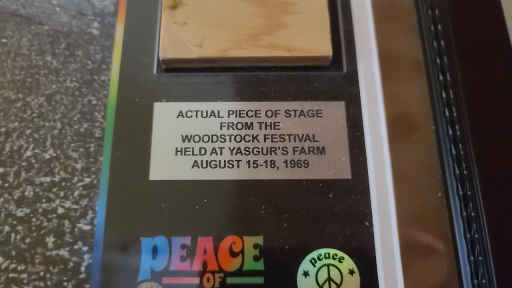 ACTUAL PIECE OF STAGE
FROM THE
WOODSTOCK FESTIVAL
HELD AT YASGUR'S FARM
AUGUST 15-18, 1969
PEACE
OF
peace